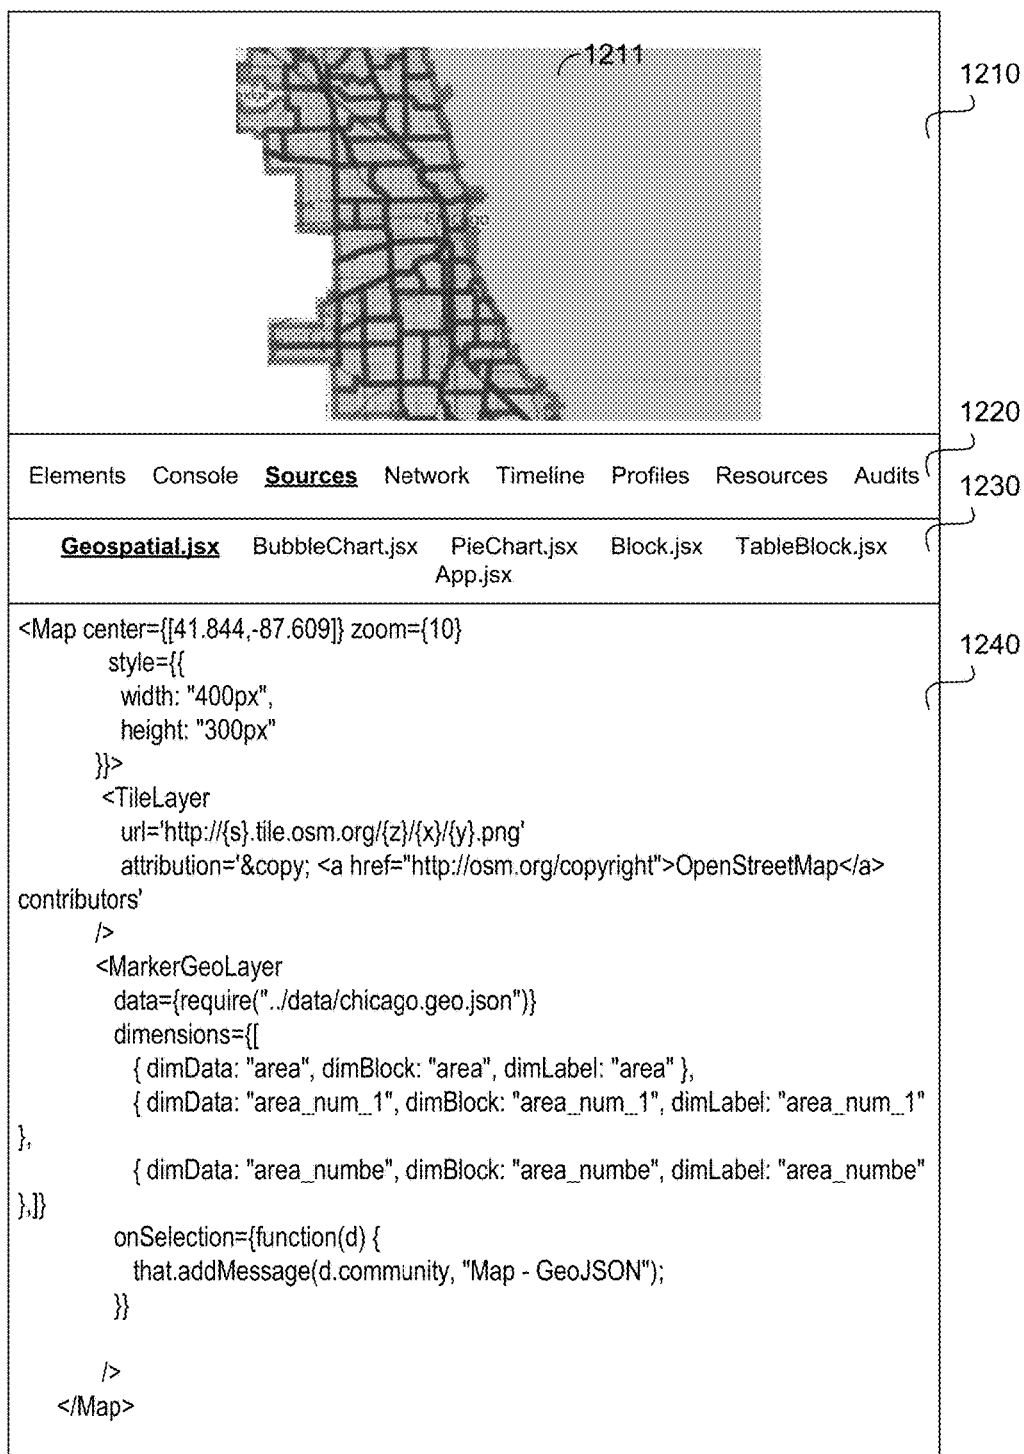 1211
1210
1220
Elements Console Sources Network Timeline Profiles Resources Audits
1230
Geospatial.jsx BubbleChart.jsx PieChart.jsx Block.jsx TableBlock.jsx
App.jsx
<Map center={[41.844,-87.609]} zoom={10}
1240
style={{
width: "400px",
height: "300px"
}}>
<TileLayer
url='http://{s}.tile.osm.org/{z}/{x}/{y}.png'
attribution='&copy; <a href="http://osm.org/copyright">OpenStreetMap</a>
contributors'
/>
<MarkerGeoLayer
data={require("../data/chicago.geo.json")}
dimensions={[
{ dimData: "area", dimBlock: "area", dimLabel: "area" },
{ dimData: "area_num_1", dimBlock: "area_num_1", dimLabel: "area_num_1"
},
{ dimData: "area_numbe", dimBlock: "area_numbe", dimLabel: "area_numbe"
},]}
onSelection={function(d) {
that.addMessage(d.community, "Map - GeoJSON");
}}
/>
</Map>